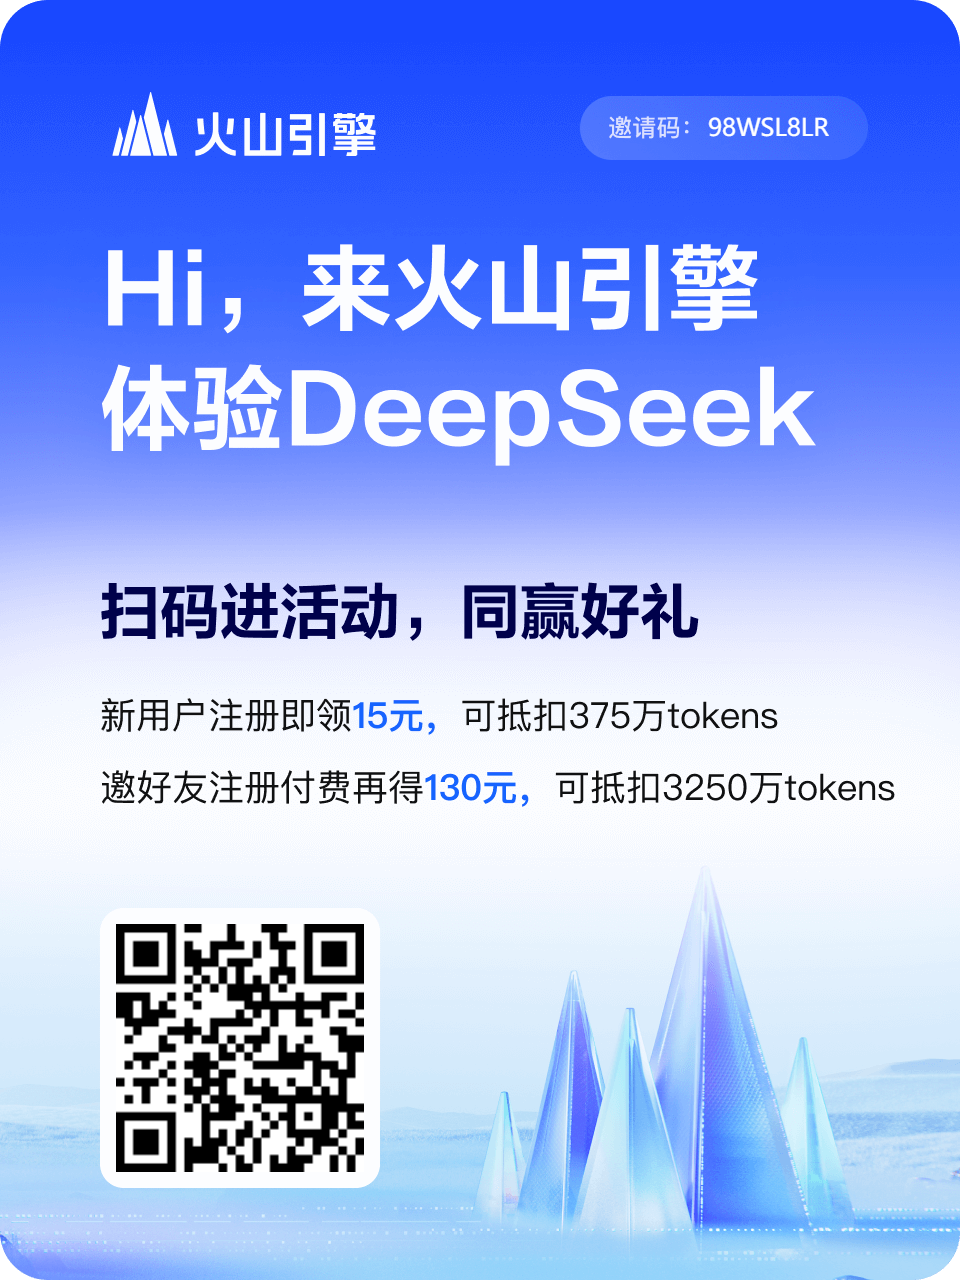 火山引擎
邀请码：98WSL8LR
Hi，来火山引擎
体验DeepSeek
扫码进活动，同赢好礼
新用户注册即领15元，可抵扣375万tokens
邀好友注册付费再得130元，可抵扣3250万tokens